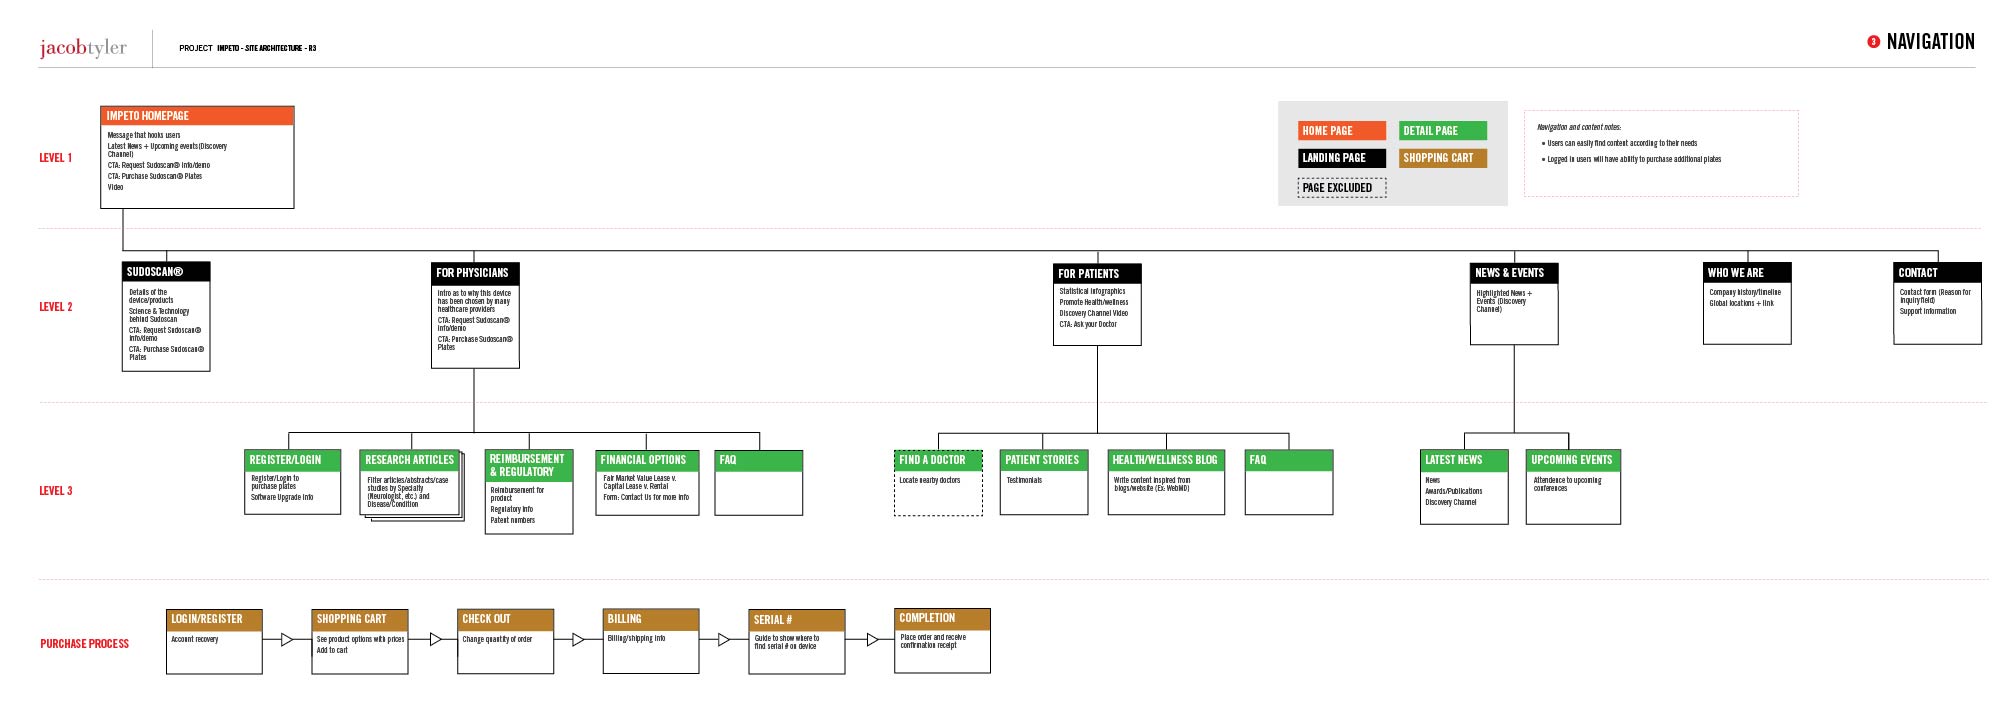 jacobtyler
PROJECT IMPETO - SITE ARCHITECTURE - R3
3 NAVIGATION
LEVEL 1
IMPETO HOMEPAGE
Message that hooks users
Latest News + Upcoming events(Discovery
Channel)
CTA: Request Sudoscan® Info/demo
CTA: Purchase Sudoscan® Plates
Video
HOME PAGE
DETAIL PAGE
LANDING PAGE
SHOPPING CART
PAGE EXCLUDED
Navigation and content notes:
• Users can easily find content according to their needs
• Logged in users will have ability to purchase additional plates
LEVEL 2
SUDOSCAN®
Details of the
device/products
Science & Technology
behind Sudoscan
CTA: Request Sudoscan®
Info/demo
CTA: Purchase Sudoscan®
Plates
FOR PHYSICIANS
Intro as to why this device
has been chosen by many
healthcare providers
CTA: Request Sudoscan®
Info/demo
CTA: Purchase Sudoscan®
Plates
FOR PATIENTS
Statistical Infographics
Promote Health/wellness
Discovery Channel Video
CTA: Ask your Doctor
NEWS & EVENTS
Highlighted News +
Events (Discovery
Channel)
WHO WE ARE
Company history/timeline
Global locations + link
CONTACT
Contact form (Reason for
inquiry field)
Support Information
LEVEL 3
REGISTER/LOGIN
Register/Login to
purchase plates
Software Upgrade Info
RESEARCH ARTICLES
Filter articles/abstracts/case
studies by Specialty
(Neurologist, etc.) and
Disease/Condition
REIMBURSEMENT
& REGULATORY
Reimbursement for
product
Regulatory Info
Patent numbers
FINANCIAL OPTIONS
Fair Market Value Lease v.
Capital Lease v. Rental
Form: Contact Us for more info
FAQ
FIND A DOCTOR
Locate nearby doctors
PATIENT STORIES
Testimonials
HEALTH/WELLNESS BLOG
Write content inspired from
blogs/website (Ex: WebMD)
FAQ
LATEST NEWS
News
Awards/Publications
Discovery Channel
UPCOMING EVENTS
Attendence to upcoming
conferences
PURCHASE PROCESS
LOGIN/REGISTER
Account recovery
SHOPPING CART
See product options with prices
Add to cart
CHECK OUT
Change quantity of order
BILLING
Billing/shipping info
SERIAL #
Guide to show where to
find serial # on device
COMPLETION
Place order and receive
confirmation receipt